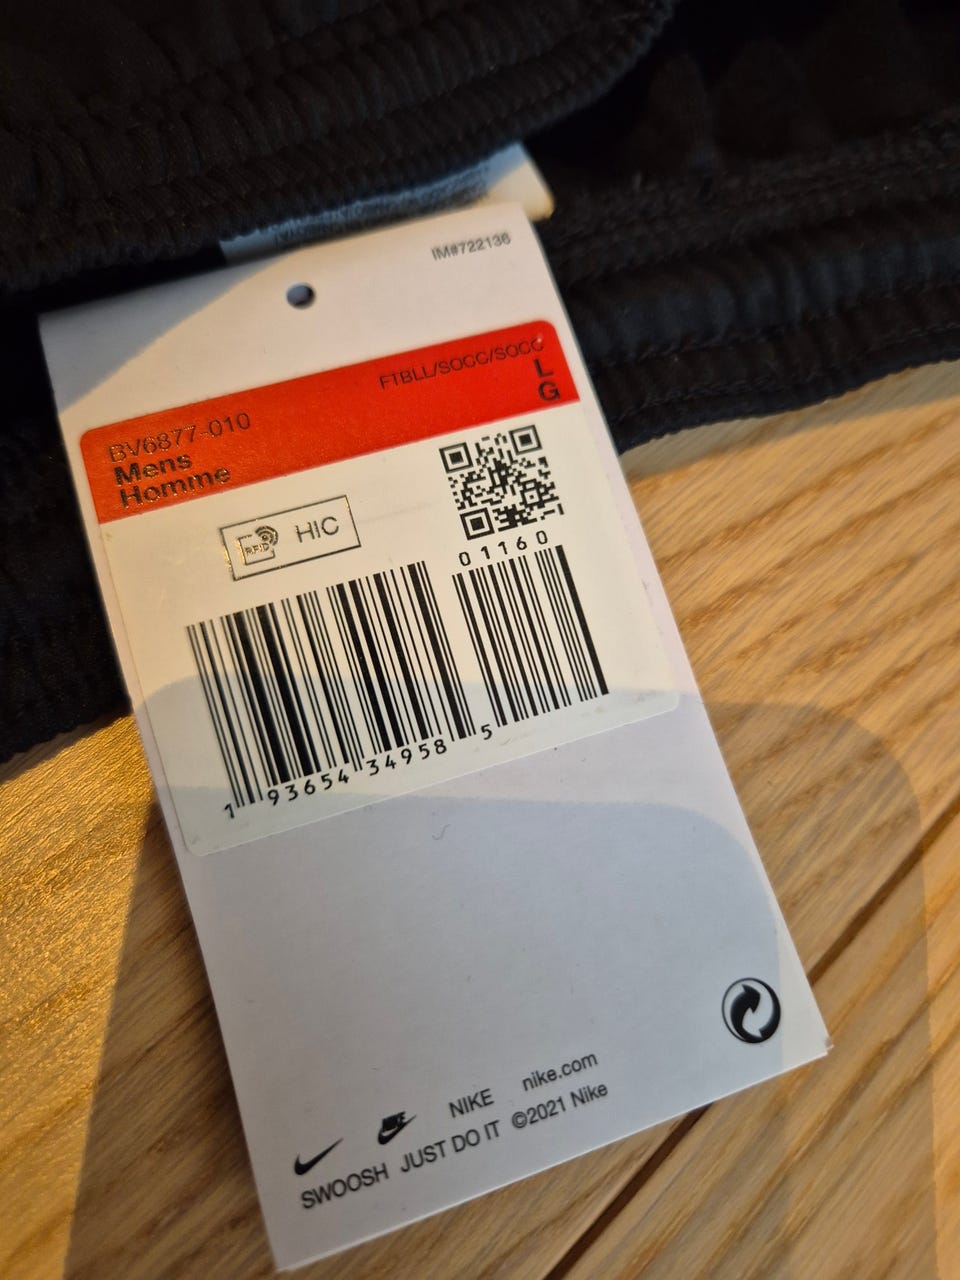 IM#722136
FTBLL/SOCC/SOCC
L
G
BV6877-010
Mens
Homme
RFID HIC
01160
1 93654 34958 5
NIKE nike.com
SWOOSH JUST DO IT ©2021 Nike